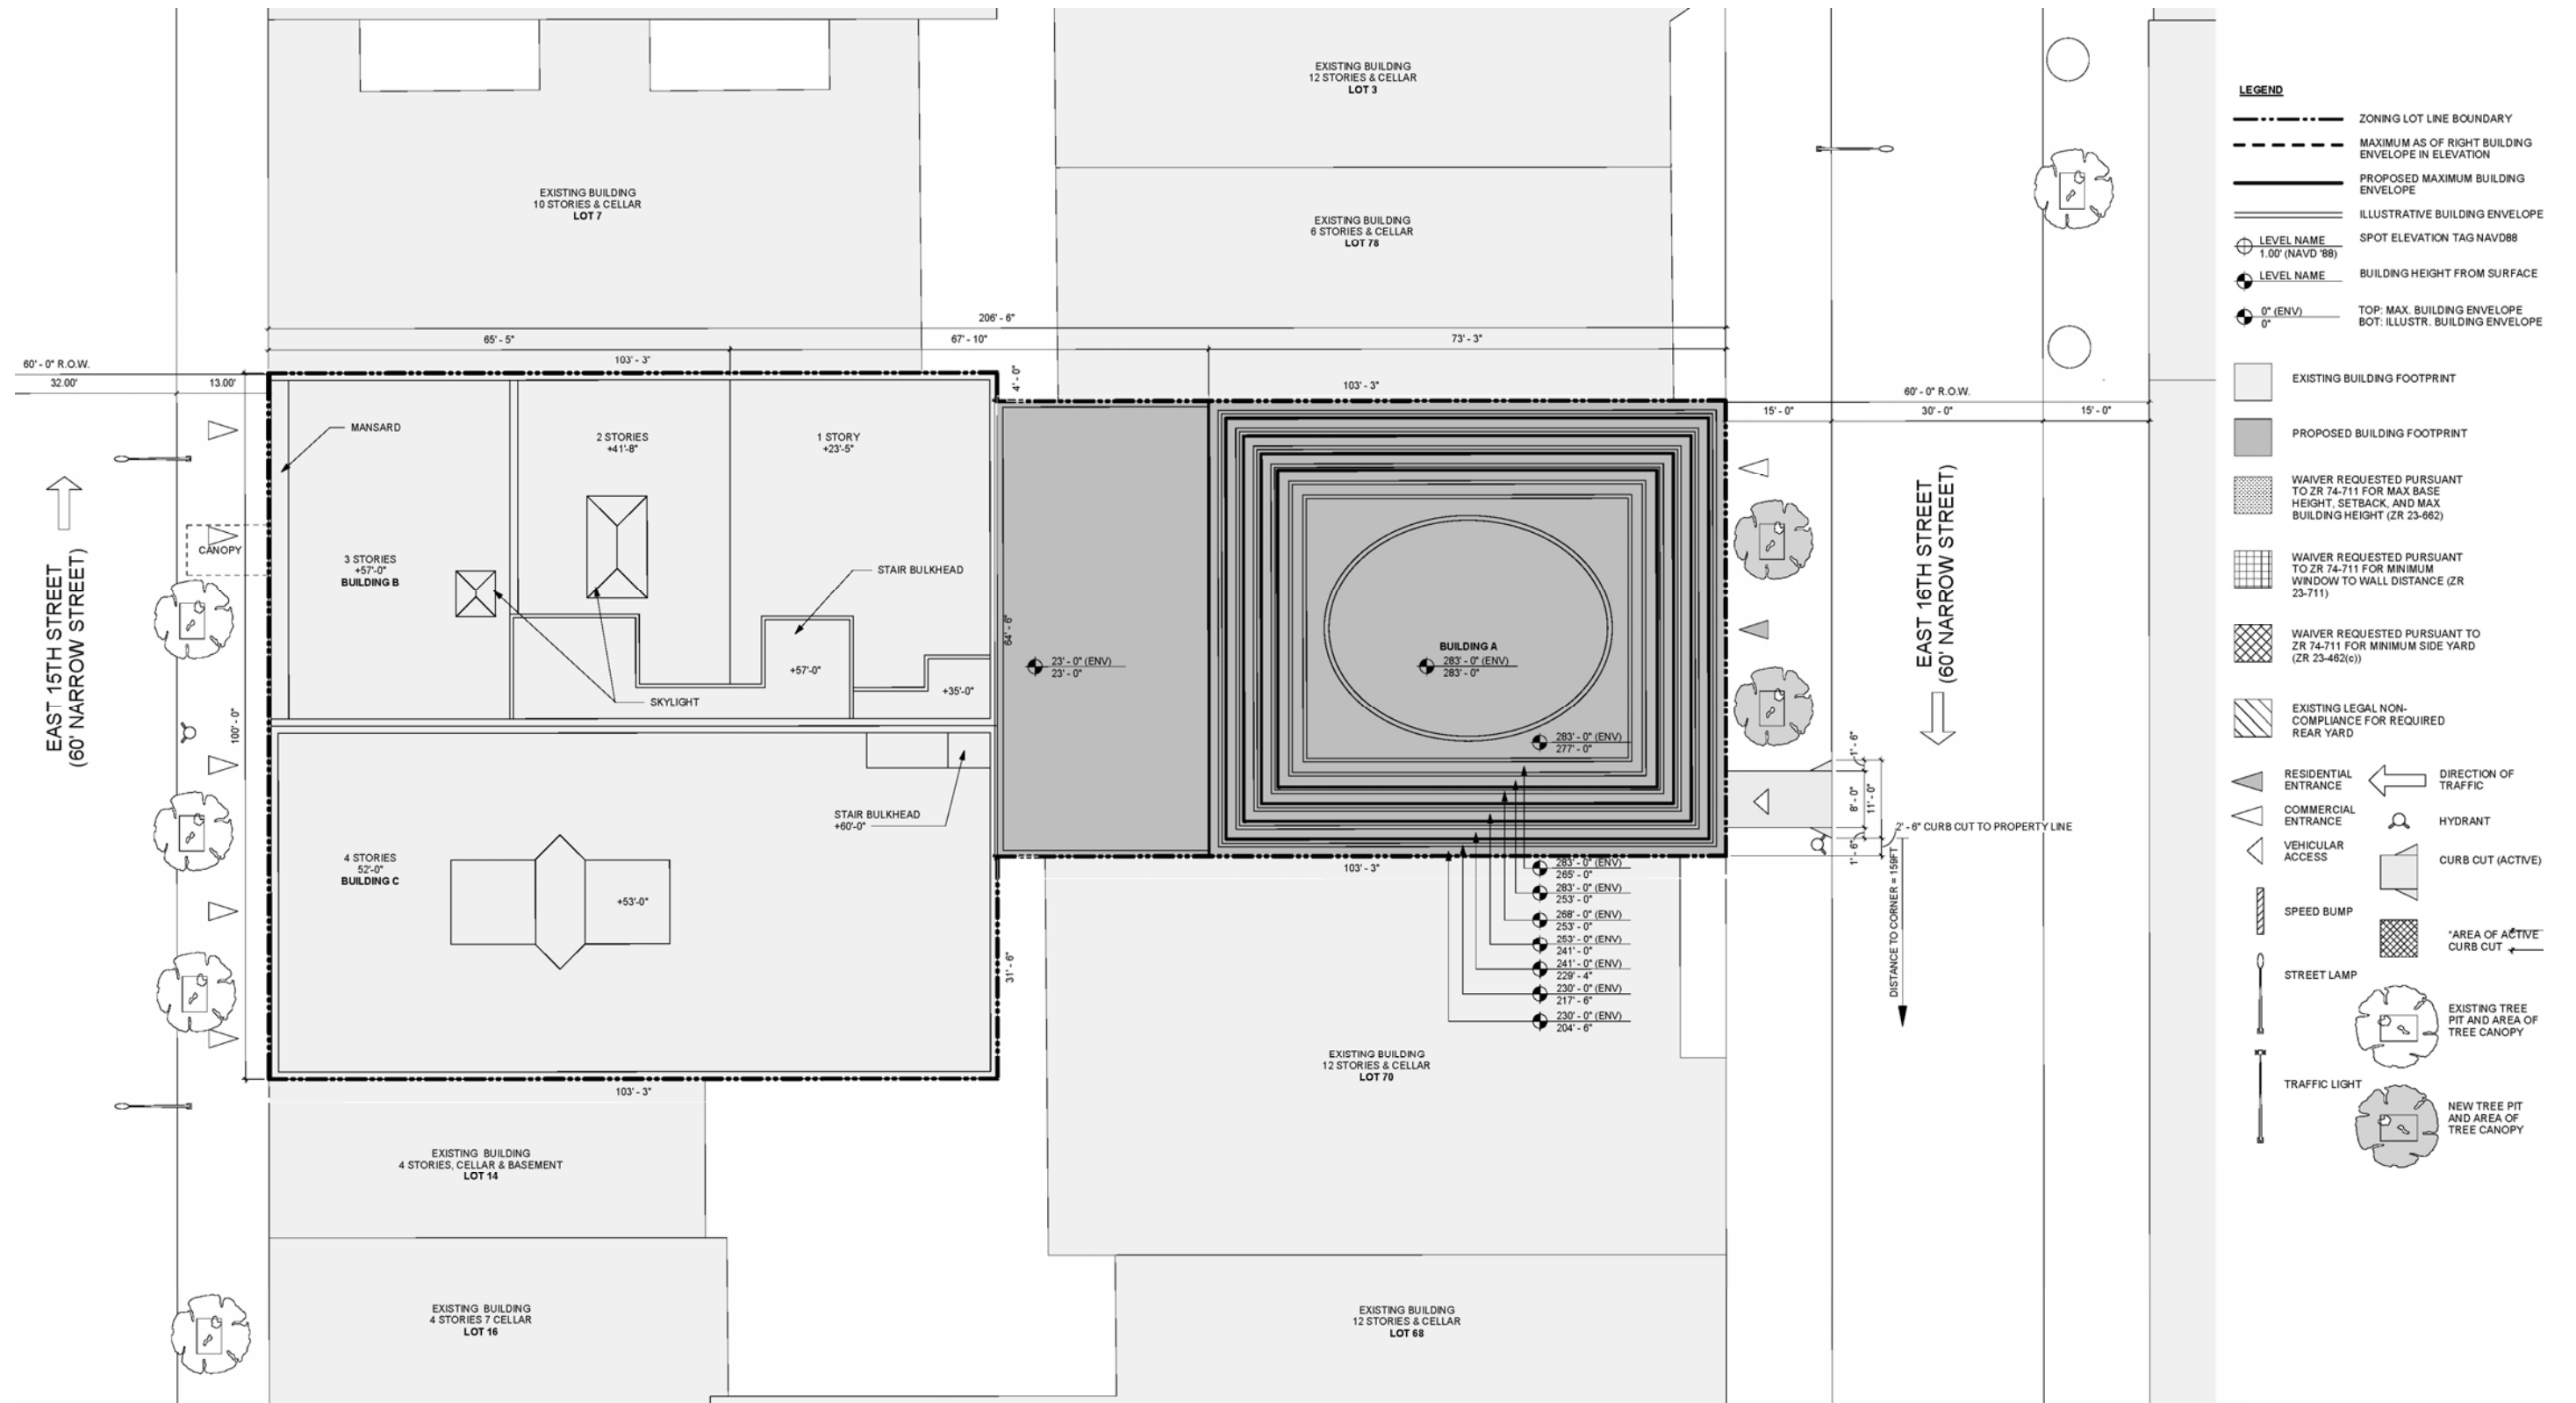 EXISTING BUILDING
12 STORIES & CELLAR
LOT 3
EXISTING BUILDING
10 STORIES & CELLAR
LOT 7
EXISTING BUILDING
6 STORIES & CELLAR
LOT 78
206' - 6"
65' - 5"
67' - 10"
73' - 3"
103' - 3"
4' - 0"
103' - 3"
60' - 0" R.O.W.
32.00'
13.00'
60' - 0" R.O.W.
15' - 0"
30' - 0"
15' - 0"
MANSARD
2 STORIES
+41'-8"
1 STORY
+23'-5"
CANOPY
3 STORIES
+57'-0"
BUILDING B
STAIR BULKHEAD
+57'-0"
+35'-0"
SKYLIGHT
EAST 15TH STREET
(60' NARROW STREET)
100' - 0"
64' - 6"
23' - 0" (ENV)
23' - 0"
BUILDING A
283' - 0" (ENV)
283' - 0"
283' - 0" (ENV)
277' - 0"
EAST 16TH STREET
(60' NARROW STREET)
1' - 6"
8' - 0"
11' - 0"
1' - 6"
2' - 6" CURB CUT TO PROPERTY LINE
DISTANCE TO CORNER = 159FT
STAIR BULKHEAD
+60'-0"
4 STORIES
52'-0"
BUILDING C
+53'-0"
31' - 6"
103' - 3"
103' - 3"
283' - 0" (ENV)
265' - 0"
283' - 0" (ENV)
253' - 0"
268' - 0" (ENV)
253' - 0"
253' - 0" (ENV)
241' - 0"
241' - 0" (ENV)
229' - 4"
230' - 0" (ENV)
217' - 6"
230' - 0" (ENV)
204' - 6"
EXISTING BUILDING
12 STORIES & CELLAR
LOT 70
EXISTING BUILDING
4 STORIES, CELLAR & BASEMENT
LOT 14
EXISTING BUILDING
4 STORIES 7 CELLAR
LOT 16
EXISTING BUILDING
12 STORIES & CELLAR
LOT 68
LEGEND
ZONING LOT LINE BOUNDARY
MAXIMUM AS OF RIGHT BUILDING
ENVELOPE IN ELEVATION
PROPOSED MAXIMUM BUILDING
ENVELOPE
ILLUSTRATIVE BUILDING ENVELOPE
LEVEL NAME
1.00' (NAVD '88)
SPOT ELEVATION TAG NAVD88
LEVEL NAME
BUILDING HEIGHT FROM SURFACE
0" (ENV)
0"
TOP: MAX. BUILDING ENVELOPE
BOT: ILLUSTR. BUILDING ENVELOPE
EXISTING BUILDING FOOTPRINT
PROPOSED BUILDING FOOTPRINT
WAIVER REQUESTED PURSUANT
TO ZR 74-711 FOR MAX BASE
HEIGHT, SETBACK, AND MAX
BUILDING HEIGHT (ZR 23-662)
WAIVER REQUESTED PURSUANT
TO ZR 74-711 FOR MINIMUM
WINDOW TO WALL DISTANCE (ZR
23-711)
WAIVER REQUESTED PURSUANT TO
ZR 74-711 FOR MINIMUM SIDE YARD
(ZR 23-462(c))
EXISTING LEGAL NON-
COMPLIANCE FOR REQUIRED
REAR YARD
RESIDENTIAL
ENTRANCE
DIRECTION OF
TRAFFIC
COMMERCIAL
ENTRANCE
HYDRANT
VEHICULAR
ACCESS
CURB CUT (ACTIVE)
SPEED BUMP
*AREA OF ACTIVE
CURB CUT
STREET LAMP
EXISTING TREE
PIT AND AREA OF
TREE CANOPY
TRAFFIC LIGHT
NEW TREE PIT
AND AREA OF
TREE CANOPY